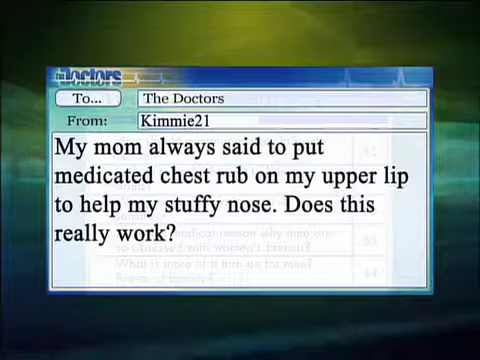 THE Doctors
To... The Doctors
From: Kimmie21
My mom always said to put
medicated chest rub on my upper lip
to help my stuffy nose. Does this
really work?